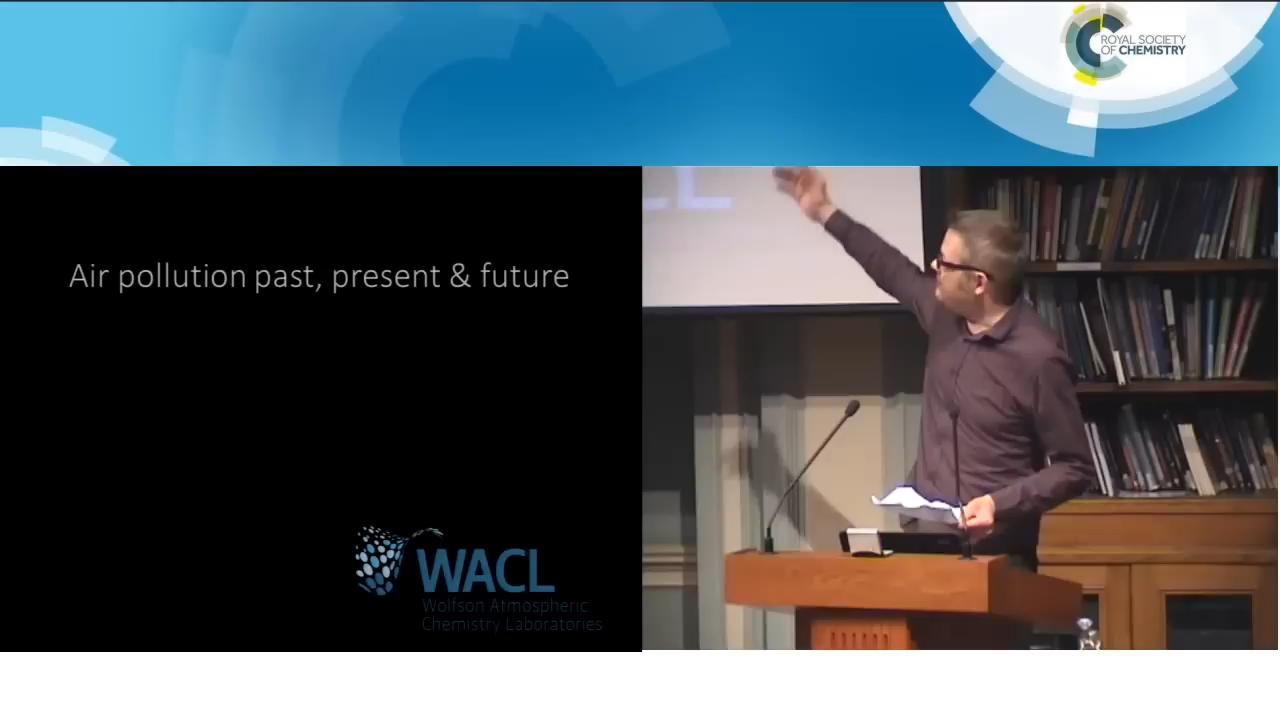 ROYAL SOCIETY
OF CHEMISTRY
Air pollution past, present & future
WACL
Wolfson Atmospheric
Chemistry Laboratories